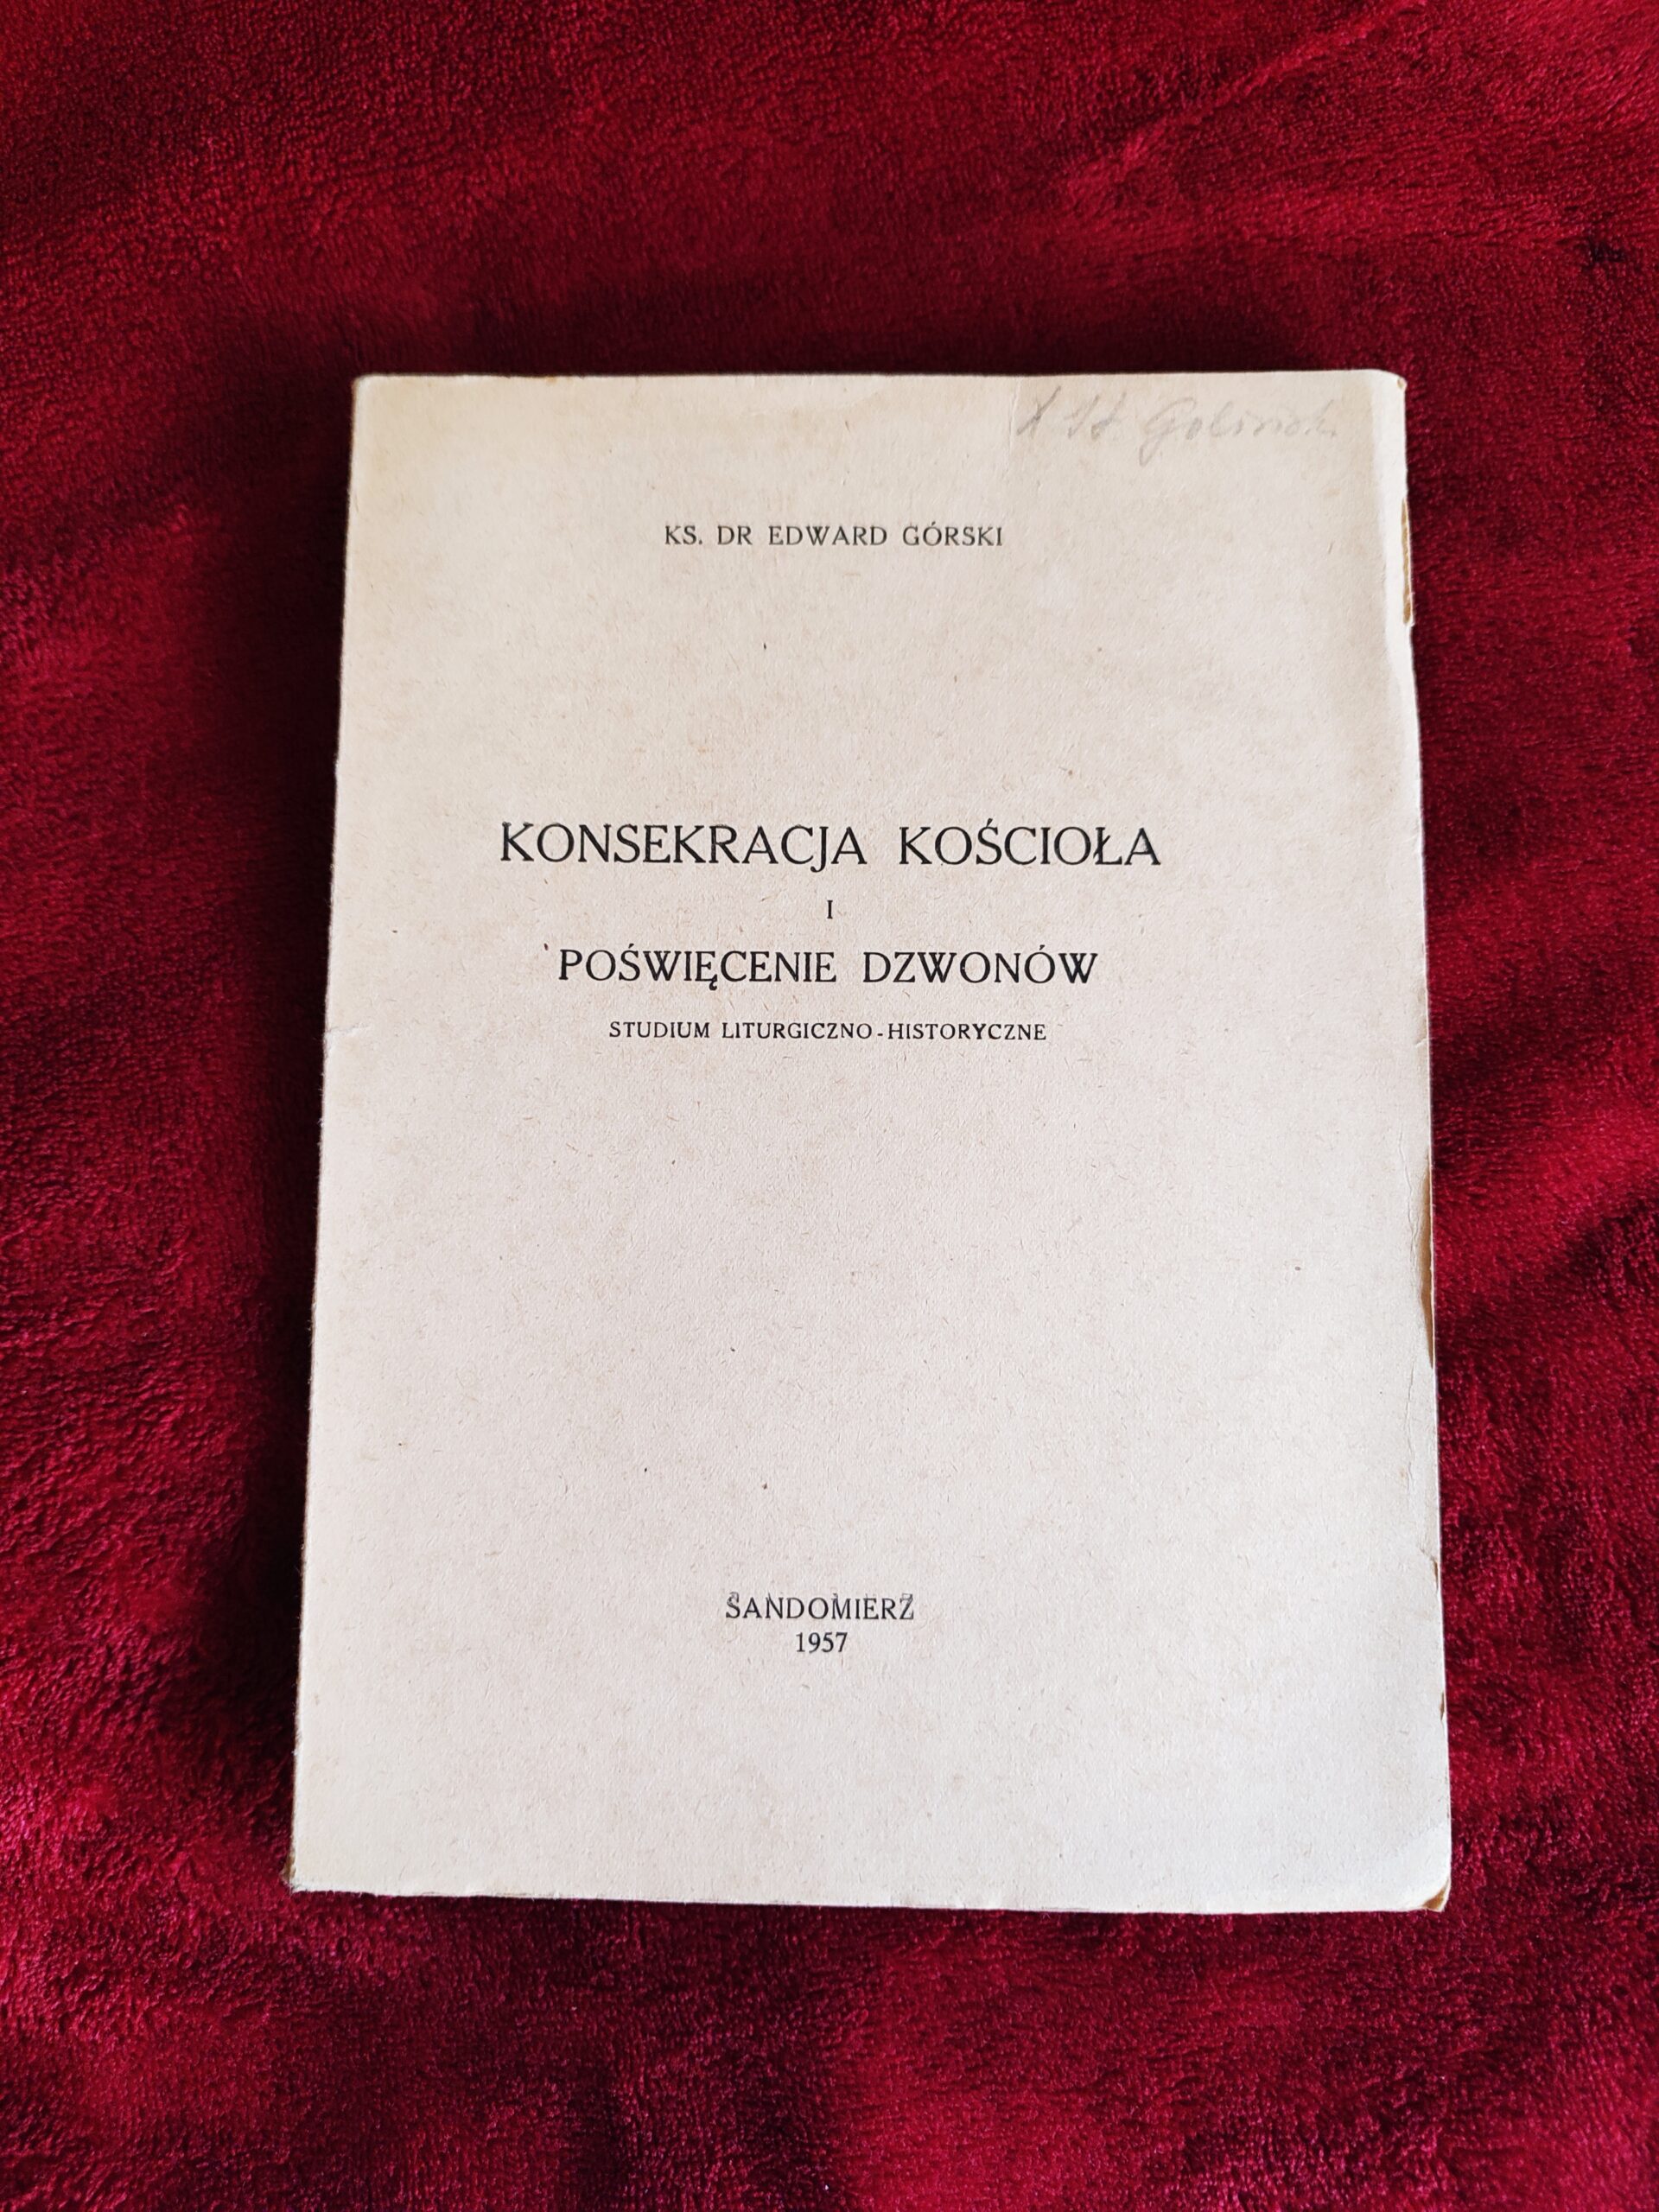 KS. DR EDWARD GÓRSKI
KONSEKRACJA KOŚCIOŁA
I
POŚWIĘCENIE DZWONÓW
STUDIUM LITURGICZNO-HISTORYCZNE
SANDOMIERZ
1957